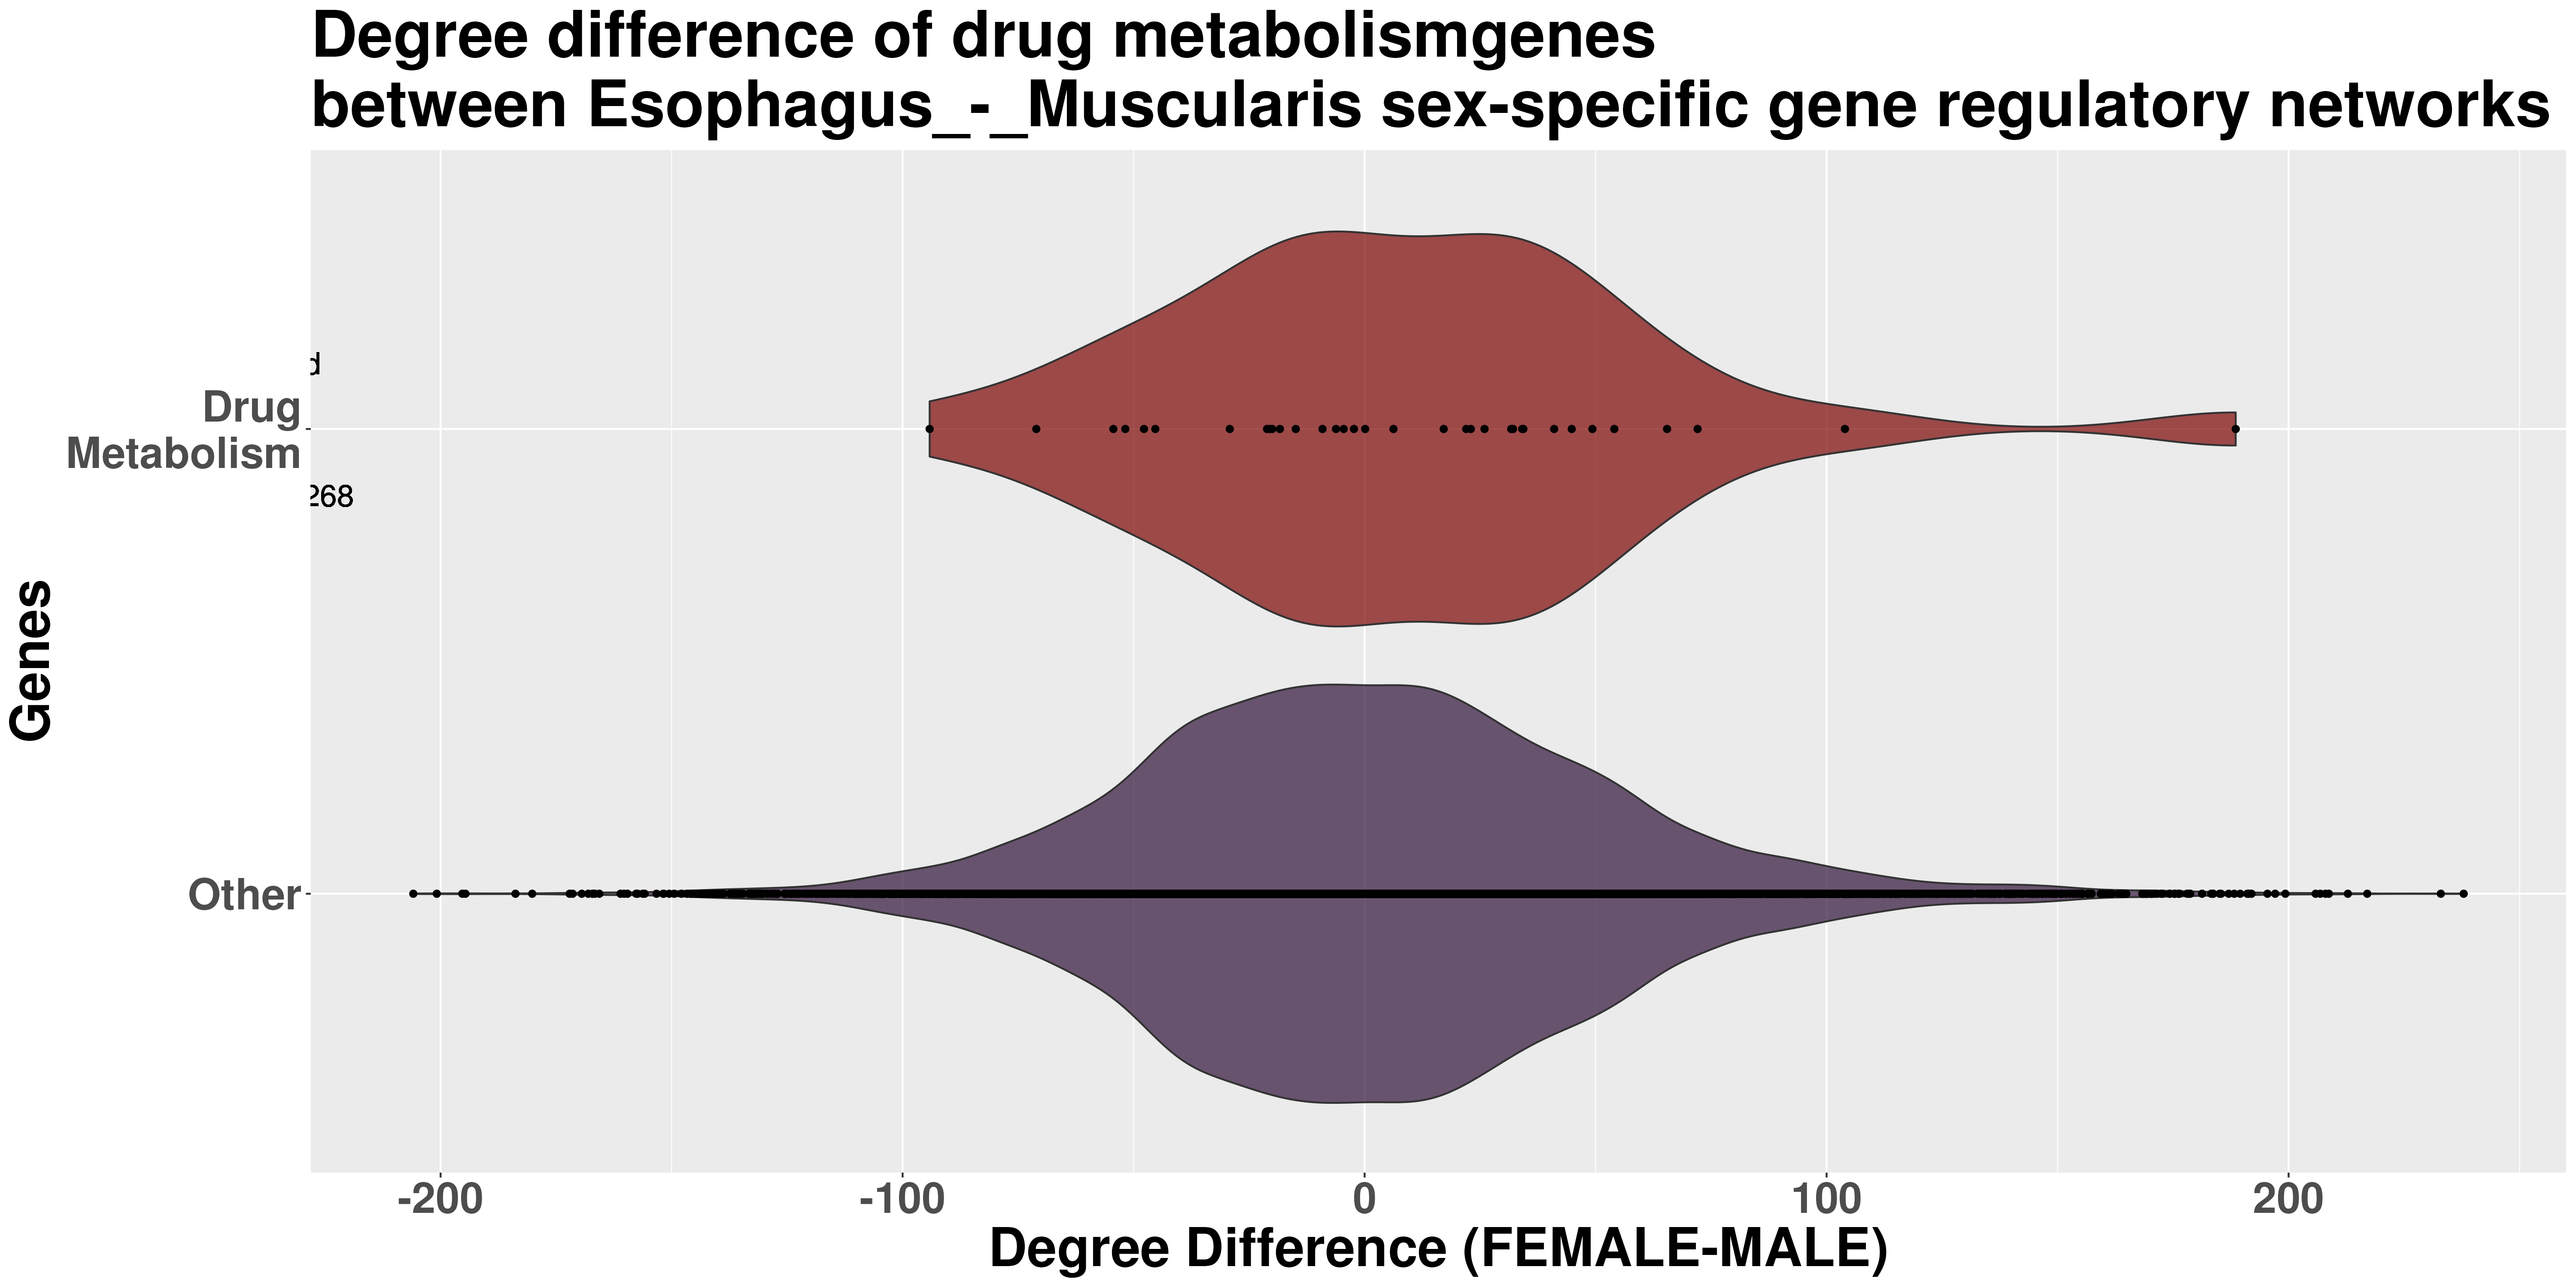 Degree difference of drug metabolismgenes
between Esophagus_-_Muscularis sex-specific gene regulatory networks
d
Drug
Metabolism
268
Genes
Other
-200 -100 0 100 200
Degree Difference (FEMALE-MALE)